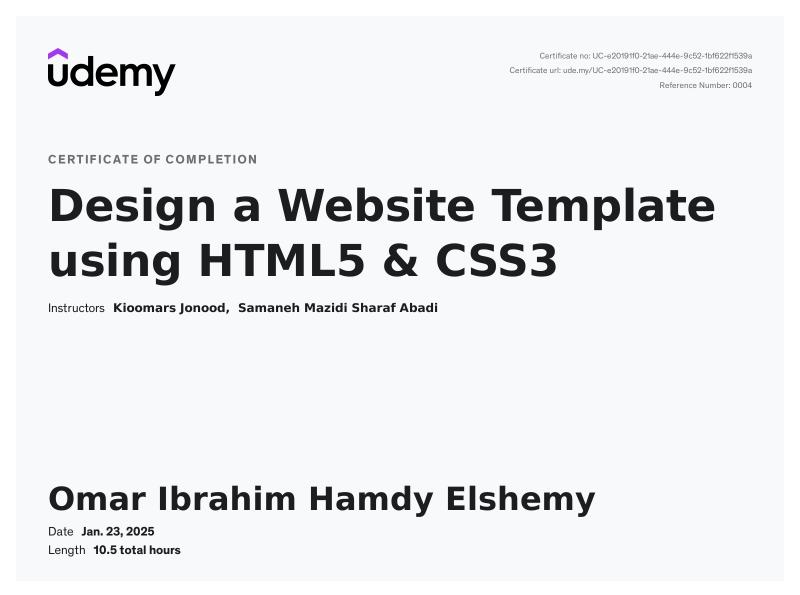 udemy
Certificate no: UC-e20191f0-21ae-444e-9c52-1bf622f1539a
Certificate url: ude.my/UC-e20191f0-21ae-444e-9c52-1bf622f1539a
Reference Number: 0004
CERTIFICATE OF COMPLETION
Design a Website Template
using HTML5 & CSS3
Instructors Kioomars Jonood, Samaneh Mazidi Sharaf Abadi
Omar Ibrahim Hamdy Elshemy
Date Jan. 23, 2025
Length 10.5 total hours